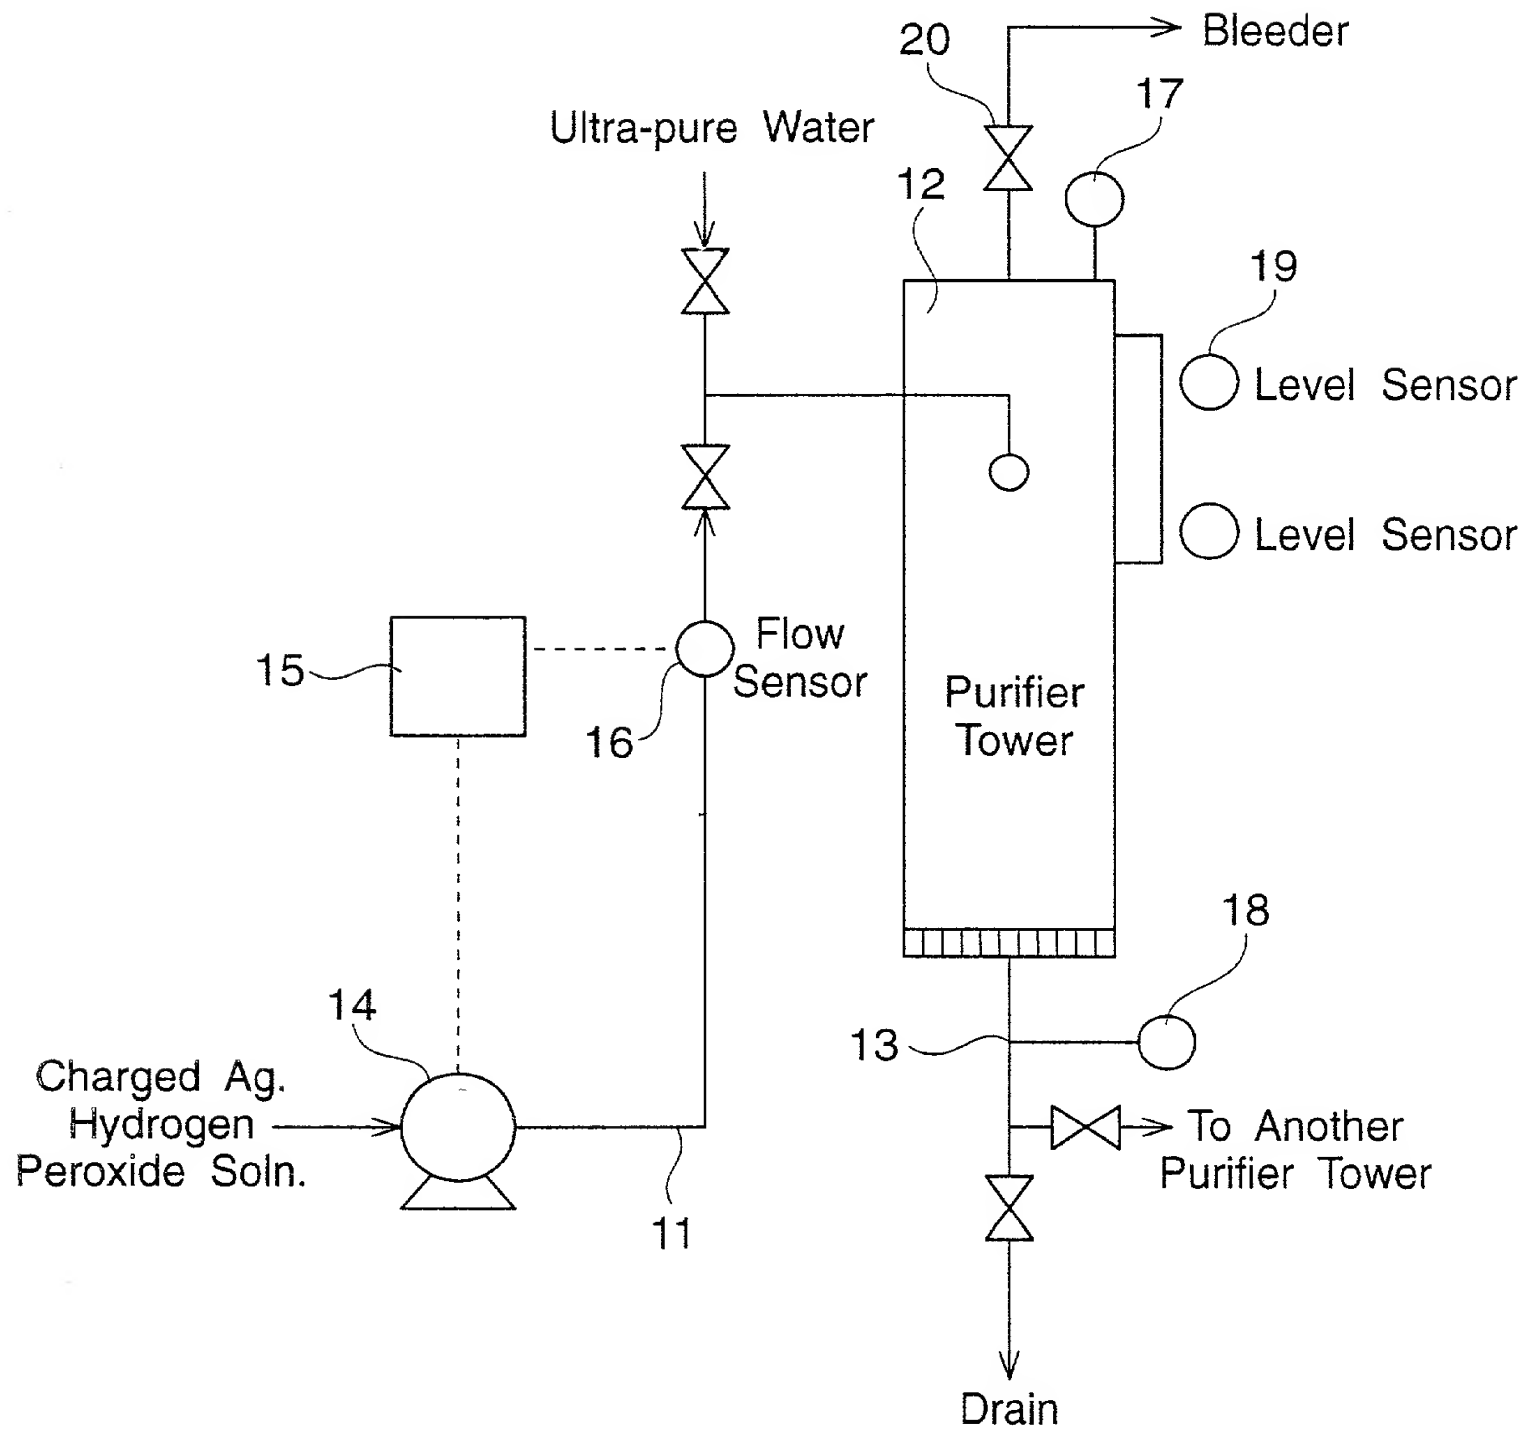 20
Bleeder
17
Ultra-pure Water
12
19
Level Sensor
Level Sensor
Flow
Sensor
15
16
Purifier
Tower
18
14
13
Charged Ag.
Hydrogen
Peroxide Soln.
To Another
Purifier Tower
11
Drain